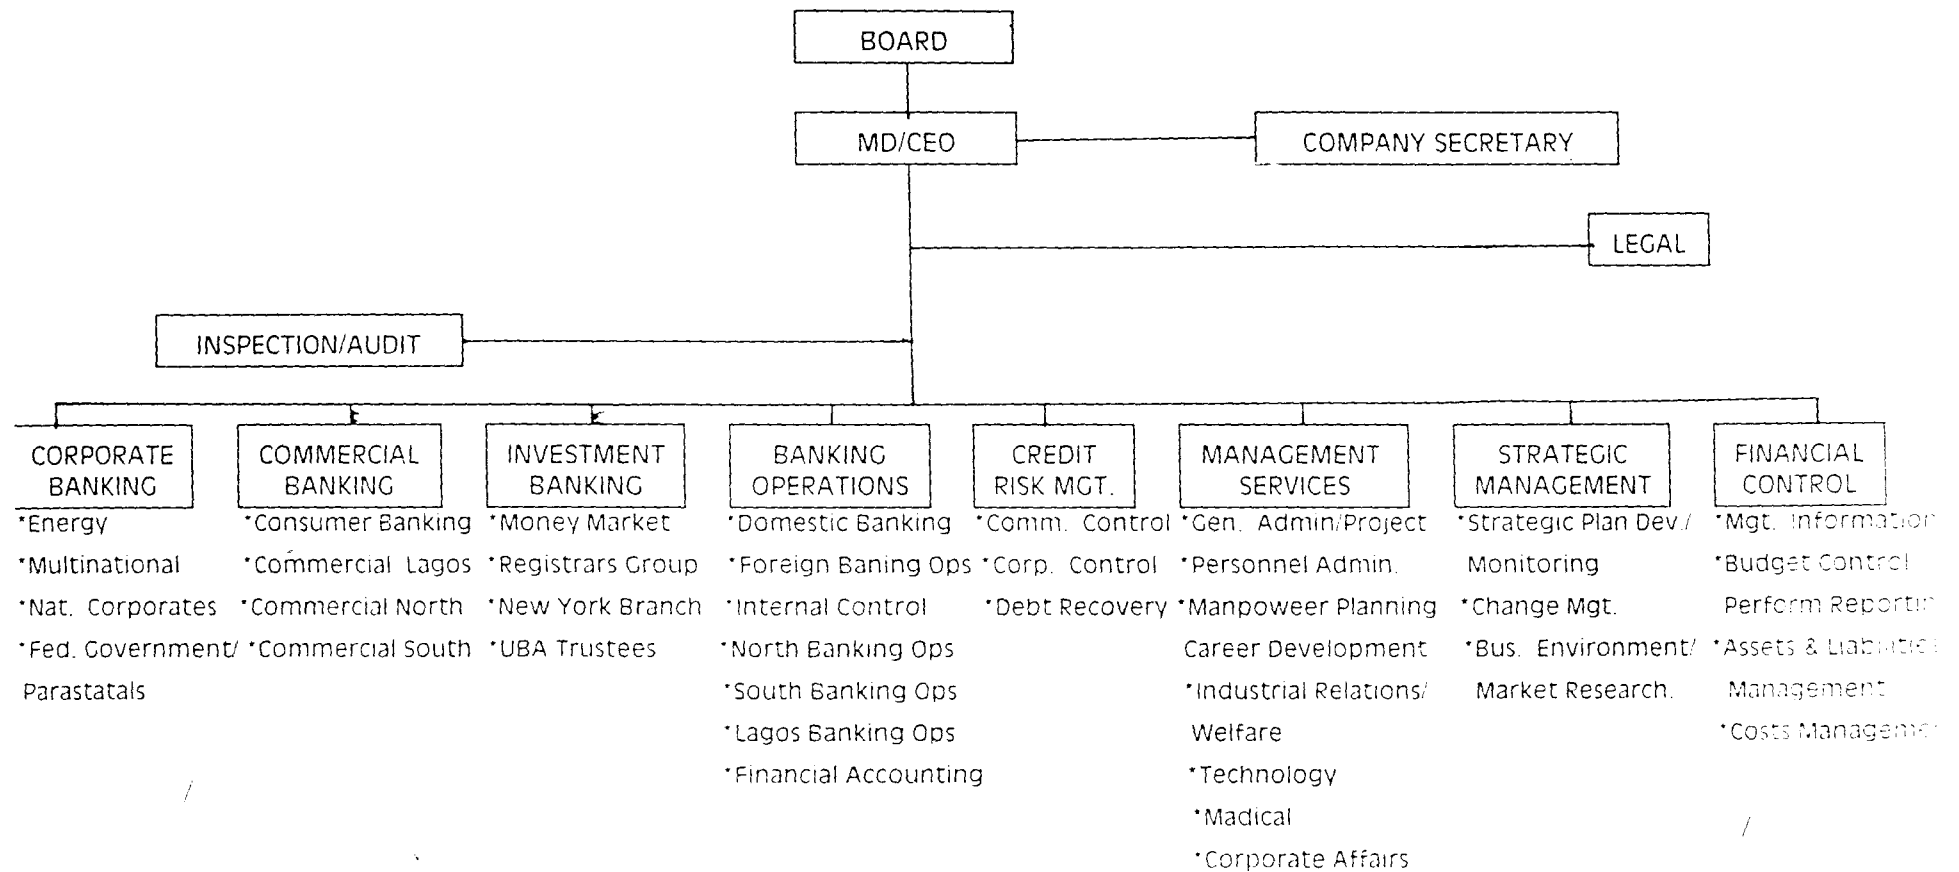 BOARD
MD/CEO
COMPANY SECRETARY
LEGAL
INSPECTION/AUDIT
CORPORATE
BANKING
*Energy
*Multinational
*Nat. Corporates
*Fed. Government/
Parastatals
COMMERCIAL
BANKING
*Consumer Banking
*Commercial Lagos
*Commercial North
*Commercial South
INVESTMENT
BANKING
*Money Market
*Registrars Group
*New York Branch
*UBA Trustees
BANKING
OPERATIONS
*Domestic Banking
*Foreign Baning Ops
*Internal Control
*North Banking Ops
*South Banking Ops
*Lagos Banking Ops
*Financial Accounting
CREDIT
RISK MGT.
*Comm. Control
*Corp. Control
*Debt Recovery
MANAGEMENT
SERVICES
*Gen. Admin/Project
*Personnel Admin.
*Manpoweer Planning
Career Development
*Industrial Relations/
Welfare
*Technology
*Madical
*Corporate Affairs
STRATEGIC
MANAGEMENT
*Strategic Plan Dev./
Monitoring
*Change Mgt.
*Bus. Environment/
Market Research.
FINANCIAL
CONTROL
*Mgt. Information
*Budget Control
Perform
*Assets &
Management
*Costs